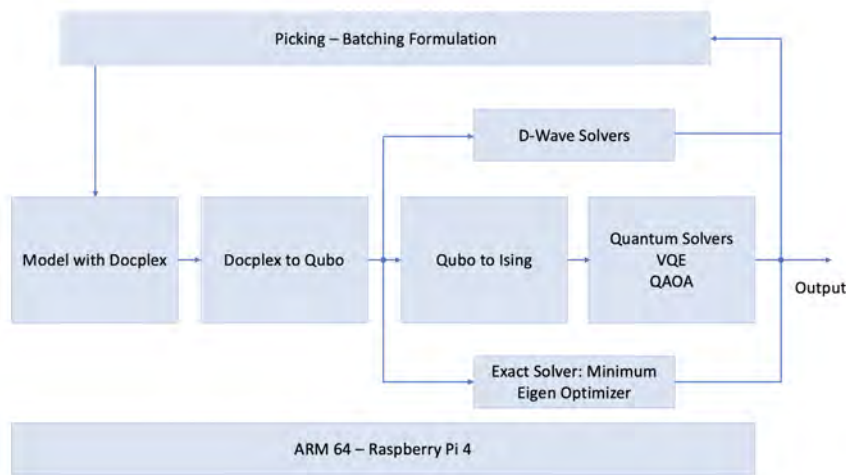 Picking – Batching Formulation
D-Wave Solvers
Model with Docplex
Docplex to Qubo
Qubo to Ising
Quantum Solvers
VQE
QAOA
Output
Exact Solver: Minimum
Eigen Optimizer
ARM 64 – Raspberry Pi 4